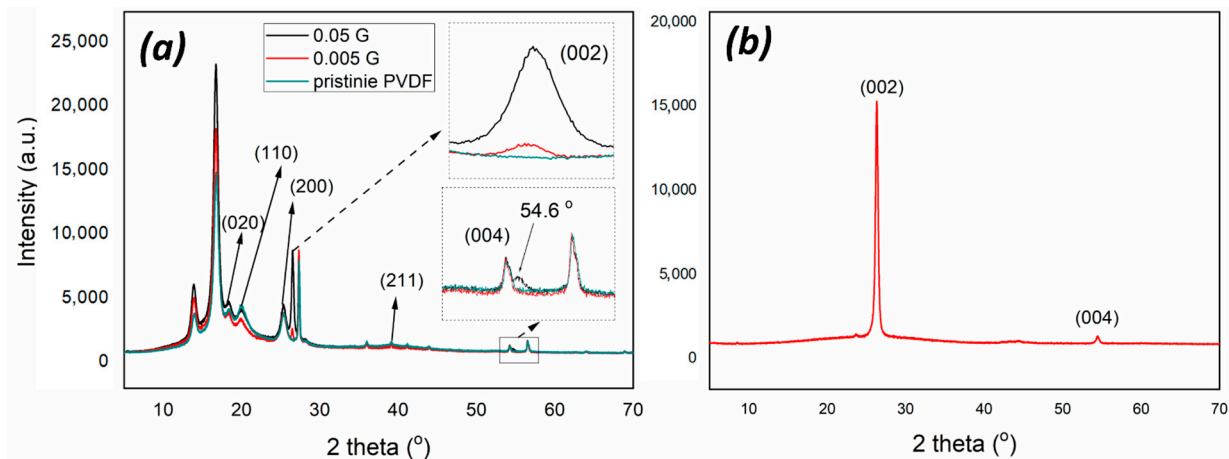 (a)
0.05 G
0.005 G
pristinie PVDF
(002)
(110)
(200)
(020)
(211)
54.6 °
(004)
25,000
20,000
15,000
10,000
5,000
0
Intensity (a.u.)
10 20 30 40 50 60 70
2 theta (°)
(b)
(002)
(004)
20,000
15,000
10,000
5,000
0
10 20 30 40 50 60 70
2 theta (°)